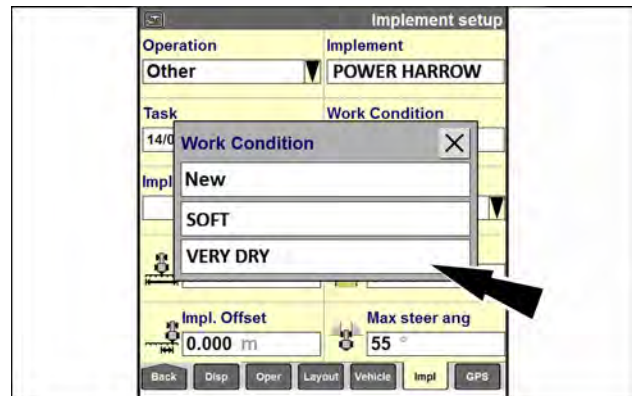 Implement setup
Operation
Implement
Other
POWER HARROW
Task
Work Condition
14/0
Work Condition
New
Impl
SOFT
VERY DRY
Impl. Offset
Max steer ang
0.000 m
55 °
Back
Disp
Oper
Layout
Vehicle
Impl
GPS